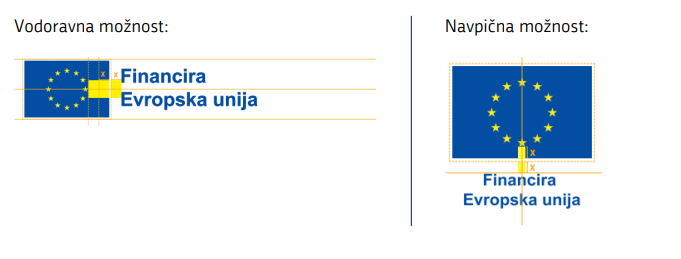 Vodoravna možnost:
x x
Financira
Evropska unija
Navpična možnost:
x
x
Financira
Evropska unija